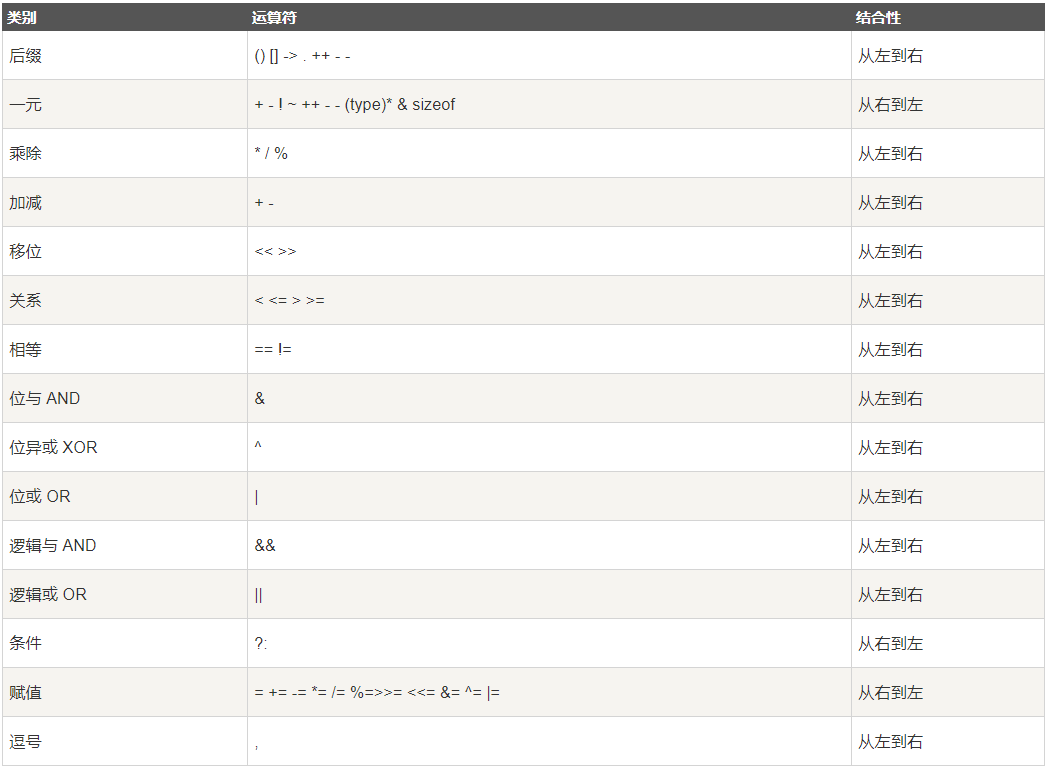 类别 运算符 结合性
后缀 () [] -> . ++ - - 从左到右
一元 + - ! ~ ++ - - (type)* & sizeof 从右到左
乘除 * / % 从左到右
加减 + - 从左到右
移位 << >> 从左到右
关系 < <= > >= 从左到右
相等 == != 从左到右
位与 AND & 从左到右
位异或 XOR ^ 从左到右
位或 OR | 从左到右
逻辑与 AND && 从左到右
逻辑或 OR || 从左到右
条件 ?: 从右到左
赋值 = += -= *= /= %=>>= <<= &= ^= |= 从右到左
逗号 , 从左到右